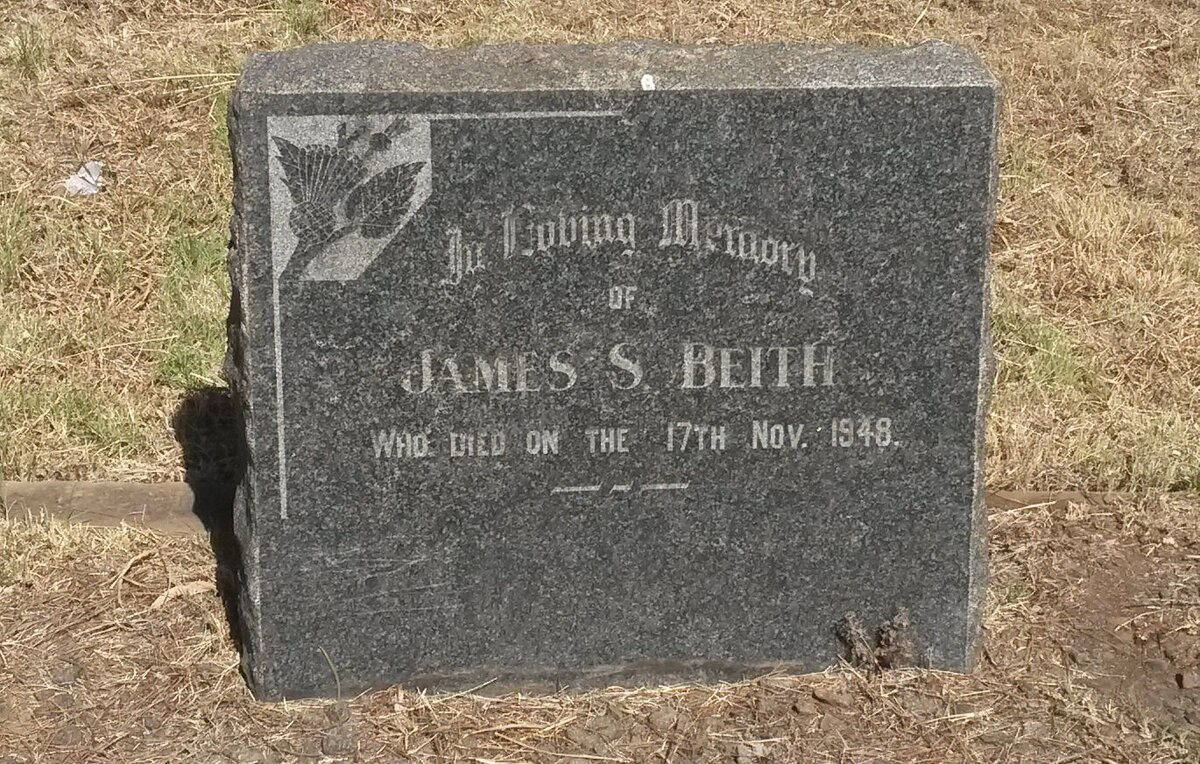 In Loving Memory
OF
JAMES S. BEITH
WHO DIED ON THE 17TH NOV. 1948.